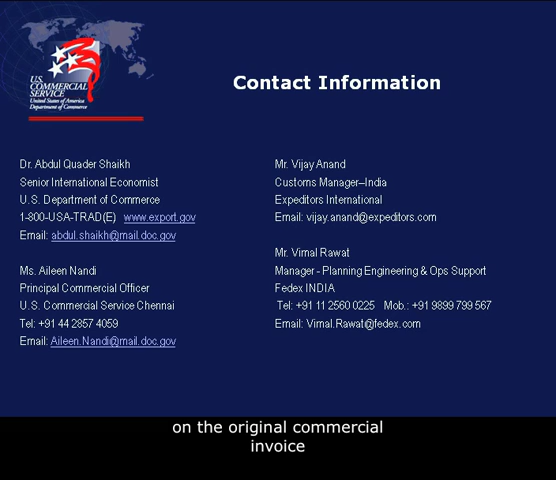 U.S.
COMMERCIAL
SERVICE
United States of America
Department of Commerce
Contact Information
Dr. Abdul Quader Shaikh
Senior International Economist
U.S. Department of Commerce
1-800-USA-TRAD(E) www.export.gov
Email: abdul.shaikh@mail.doc.gov
Ms. Aileen Nandi
Principal Commercial Officer
U.S. Commercial Service Chennai
Tel: +91 44 2857 4059
Email: Aileen.Nandi@mail.doc.gov
Mr. Vijay Anand
Customs Manager–India
Expeditors International
Email: vijay.anand@expeditors.com
Mr. Vimal Rawat
Manager - Planning Engineering & Ops Support
Fedex INDIA
Tel: +91 11 2560 0225 Mob.: +91 9899 799 567
Email: Vimal.Rawat@fedex.com
on the original commercial
invoice